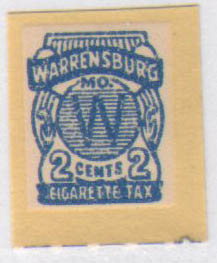 WARRENSBURG
MO.
W
2 CENTS 2
CIGARETTE TAX